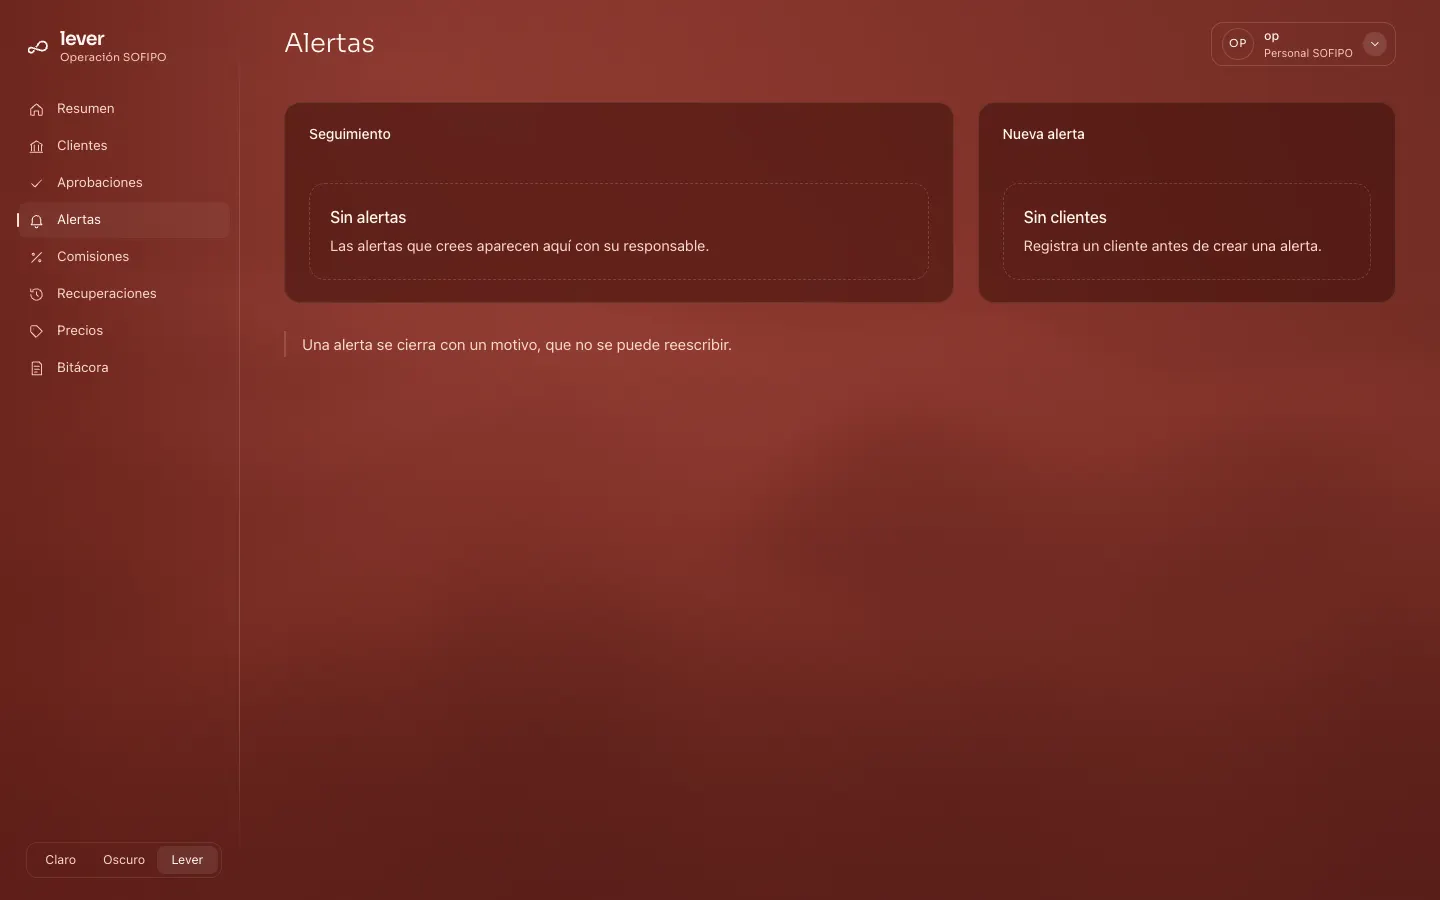 lever
Operación SOFIPO
Resumen
Clientes
Aprobaciones
Alertas
Comisiones
Recuperaciones
Precios
Bitácora
Claro
Oscuro
Lever
Alertas
OP
op
Personal SOFIPO
Seguimiento
Sin alertas
Las alertas que crees aparecen aquí con su responsable.
Nueva alerta
Sin clientes
Registra un cliente antes de crear una alerta.
Una alerta se cierra con un motivo, que no se puede reescribir.